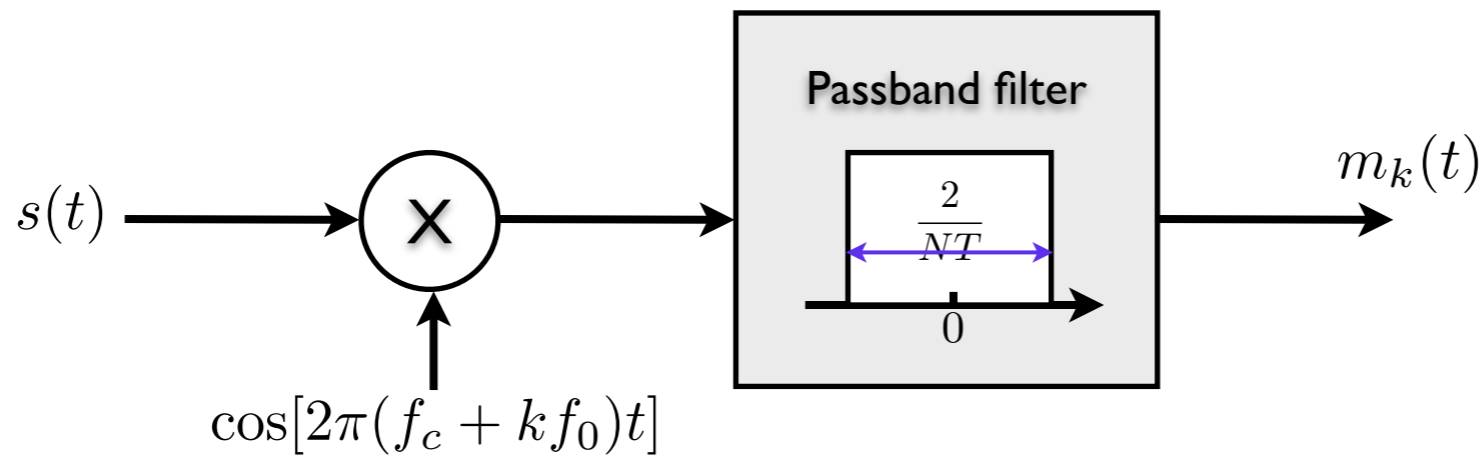 Passband filter
s(t)
X
2/NT
0
m_k(t)
cos[2π(f_c + kf_0)t]